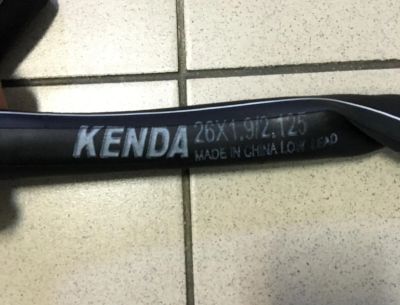 KENDA 26X1.9/2.125
MADE IN CHINA LOW LEAD